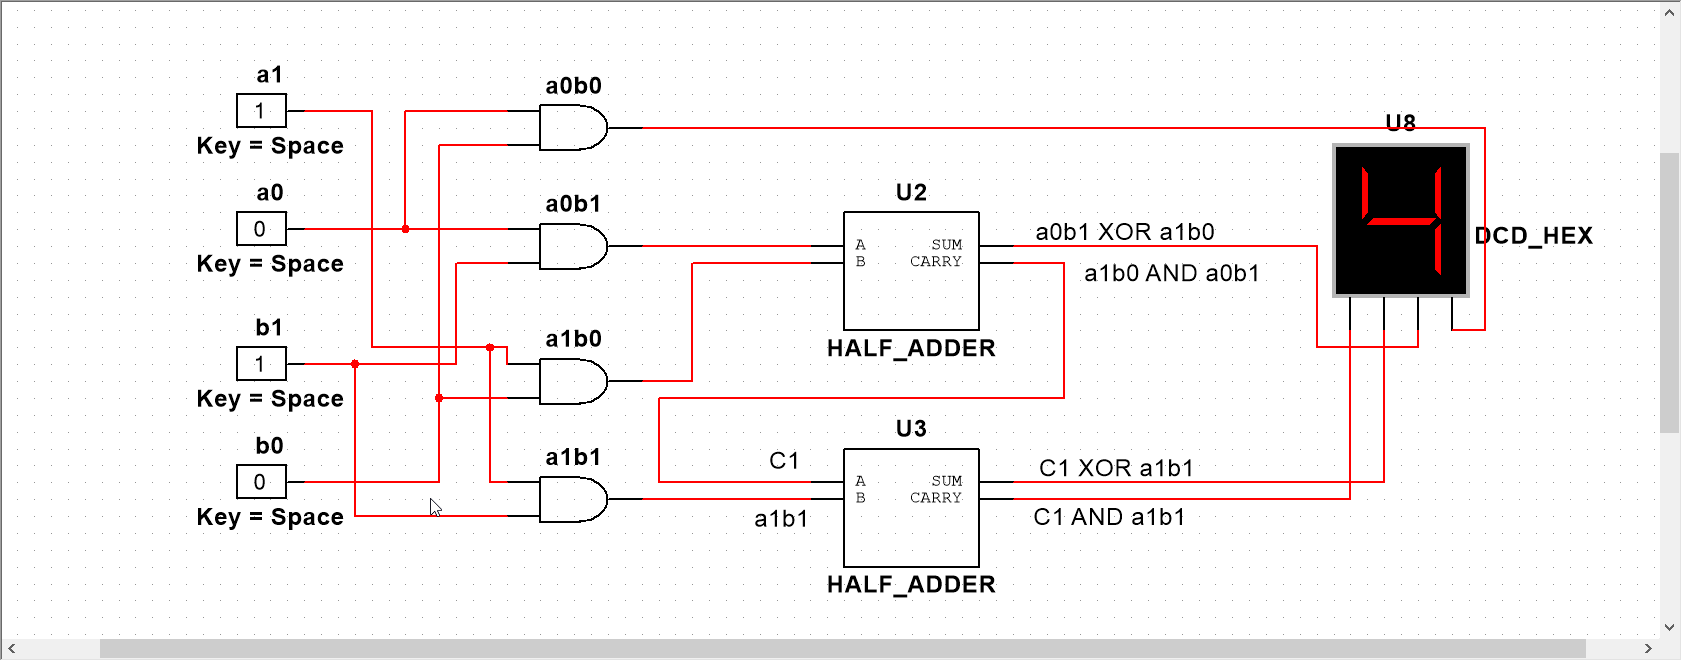 a1
1
Key = Space
a0
0
Key = Space
b1
1
Key = Space
b0
0
Key = Space
a0b0
a0b1
a1b0
a1b1
U2
A SUM
B CARRY
HALF_ADDER
a0b1 XOR a1b0
a1b0 AND a0b1
U3
C1
a1b1
A SUM
B CARRY
HALF_ADDER
C1 XOR a1b1
C1 AND a1b1
U8
4
DCD_HEX